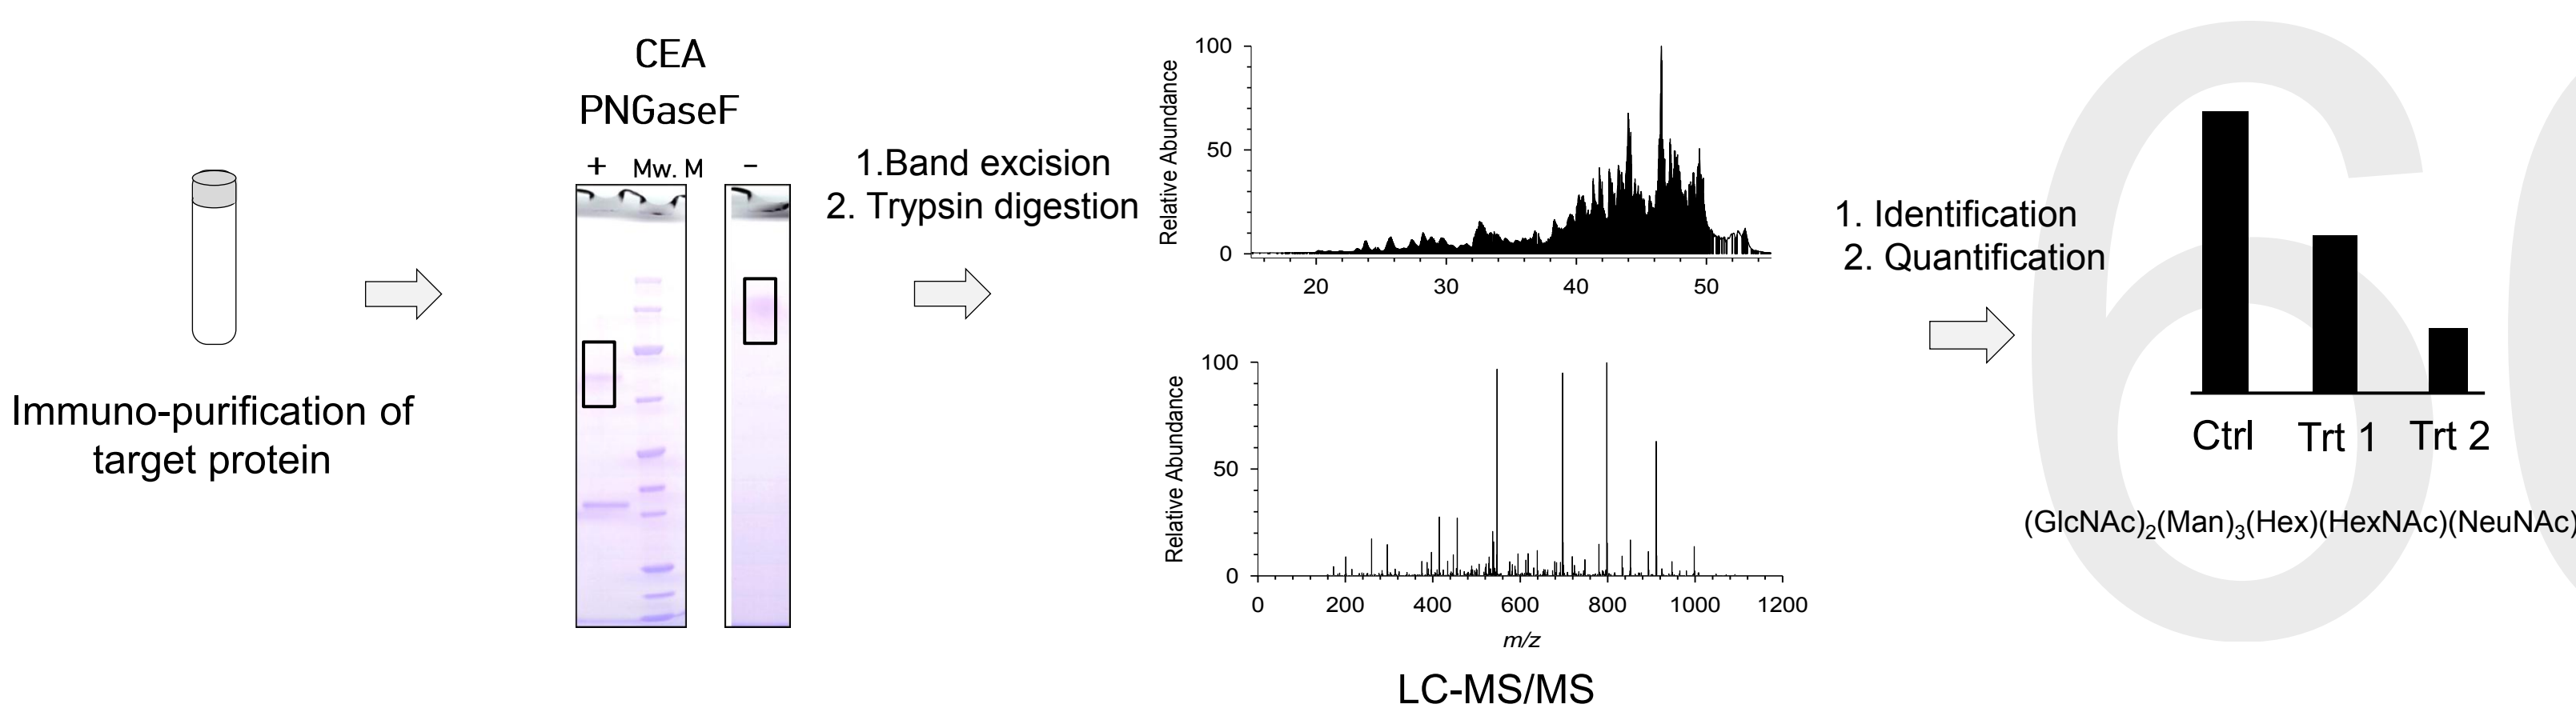 Immuno-purification of
target protein
CEA
PNGaseF
+ Mw. M −
1.Band excision
2. Trypsin digestion
Relative Abundance
100
50
0
20 30 40 50
Relative Abundance
100
50
0
0 200 400 600 800 1000 1200
m/z
LC-MS/MS
1. Identification
2. Quantification
Ctrl Trt 1 Trt 2
(GlcNAc)₂(Man)₃(Hex)(HexNAc)(NeuNAc)
6